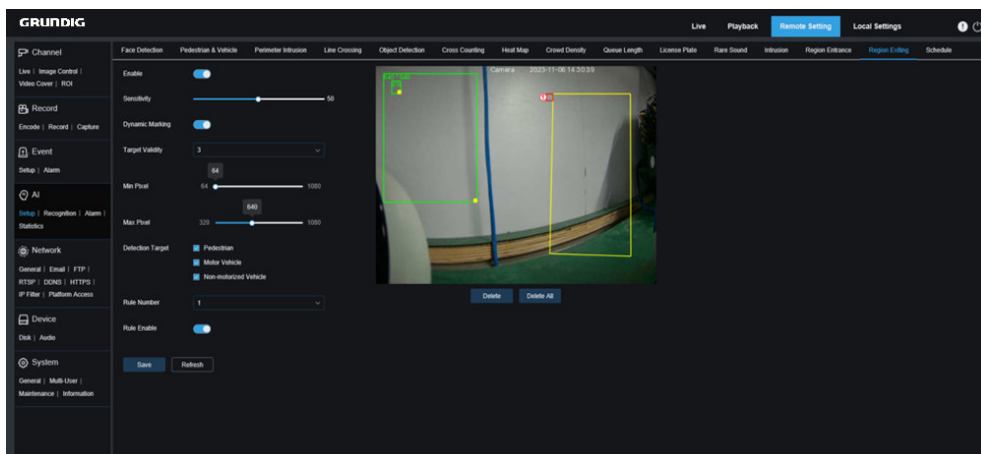 GRUNDIG
Live Playback Remote Setting Local Settings
Channel
Live | Image Control |
Video Cover | ROI
Record
Encode | Record | Capture
Event
Setup | Alarm
AI
Setup | Recognition | Alarm |
Statistics
Network
General | Email | FTP |
RTSP | DDNS | HTTPS |
IP Filter | Platform Access
Device
Disk | Audio
System
General | Multi-User |
Maintenance | Information
Face Detection Pedestrian & Vehicle Perimeter Intrusion Line Crossing Object Detection Cross Counting Heat Map Crowd Density Queue Length License Plate Rare Sound Intrusion Region Entrance Region Exiting Schedule
Enable
Sensitivity 50
Dynamic Marking
Target Validity 3
64
Min Pixel 64 1080
640
Max Pixel 320 1080
Detection Target Pedestrian
Motor Vehicle
Non-motorized Vehicle
Rule Number 1
Rule Enable
Save Refresh
Camera 2023-11-06 14:50:39
Delete Delete All